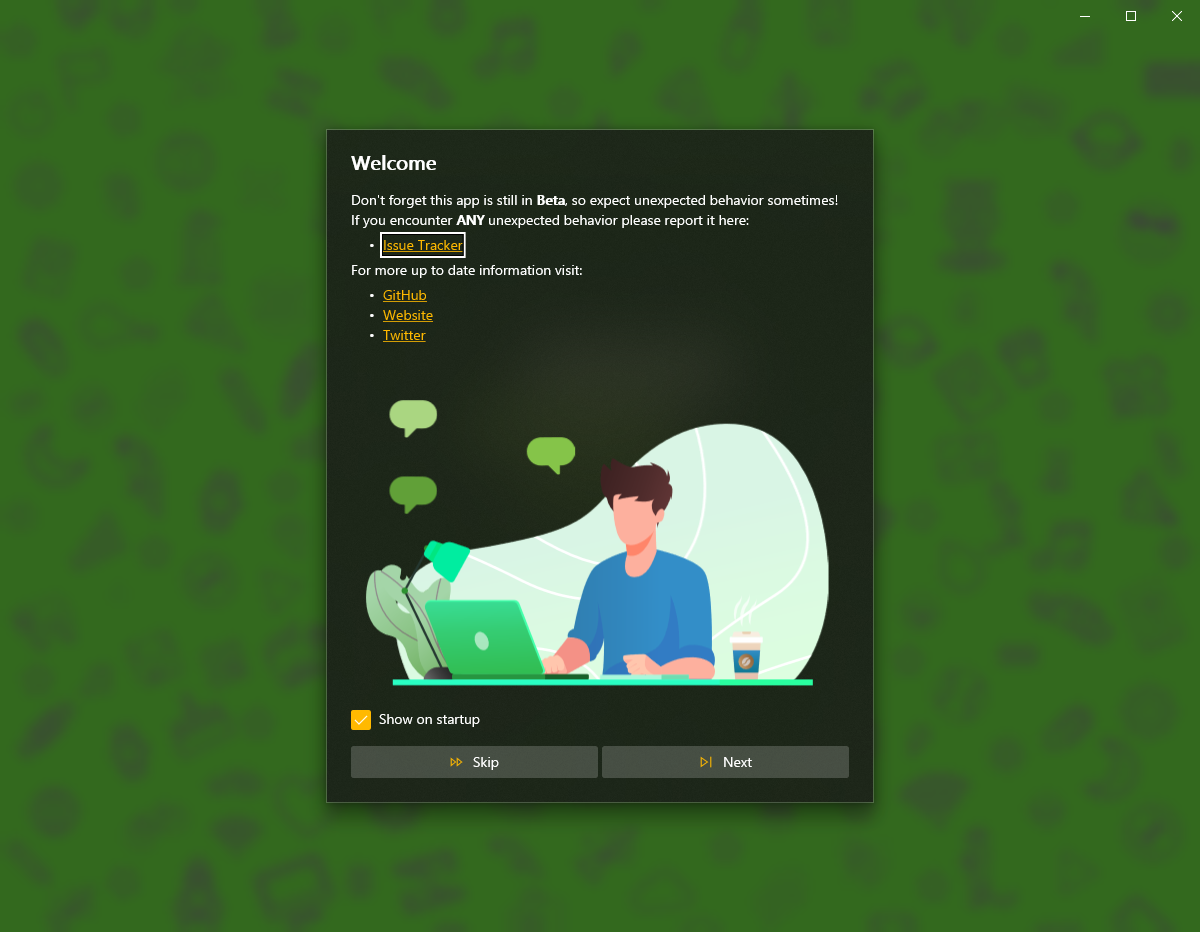 Welcome
Don't forget this app is still in Beta, so expect unexpected behavior sometimes!
If you encounter ANY unexpected behavior please report it here:
• Issue Tracker
For more up to date information visit:
• GitHub
• Website
• Twitter
Show on startup
Skip
Next